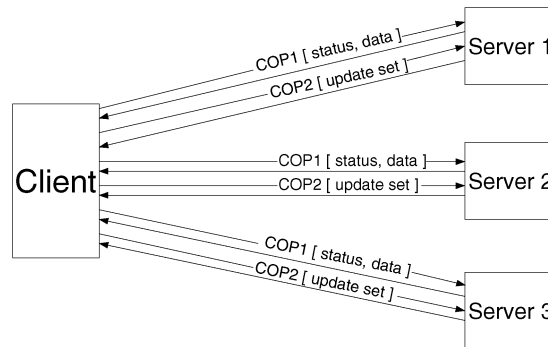 COP1 [ status, data ]
COP2 [ update set ]
Server 1
Client
COP1 [ status, data ]
COP2 [ update set ]
Server 2
COP1 [ status, data ]
COP2 [ update set ]
Server 3